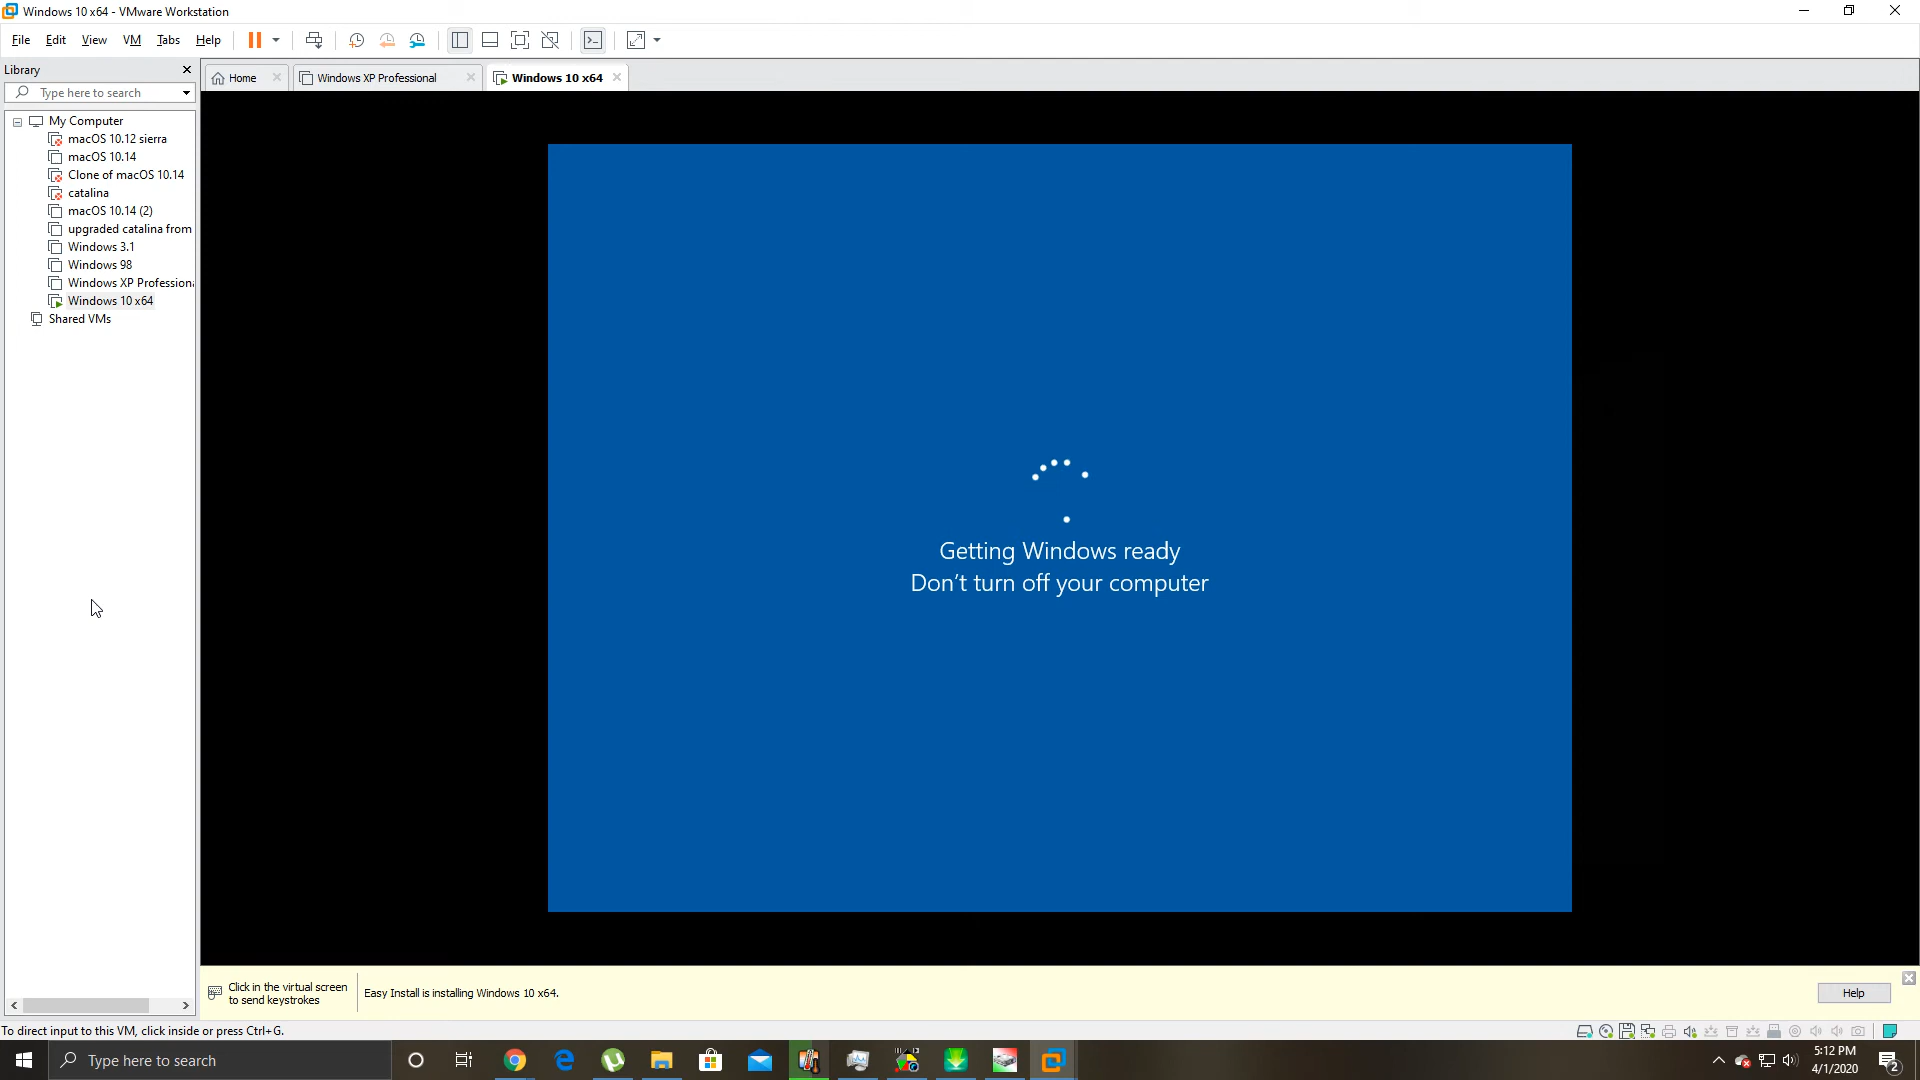 Windows 10 x64 - VMware Workstation
File Edit View VM Tabs Help
Library
Type here to search
Home
Windows XP Professional
Windows 10 x64
My Computer
macOS 10.12 sierra
macOS 10.14
Clone of macOS 10.14
catalina
macOS 10.14 (2)
upgraded catalina from
Windows 3.1
Windows 98
Windows XP Professiona
Windows 10 x64
Shared VMs
Getting Windows ready
Don't turn off your computer
Click in the virtual screen
to send keystrokes
Easy Install is installing Windows 10 x64.
Help
To direct input to this VM, click inside or press Ctrl+G.
Type here to search
5:12 PM
4/1/2020
2